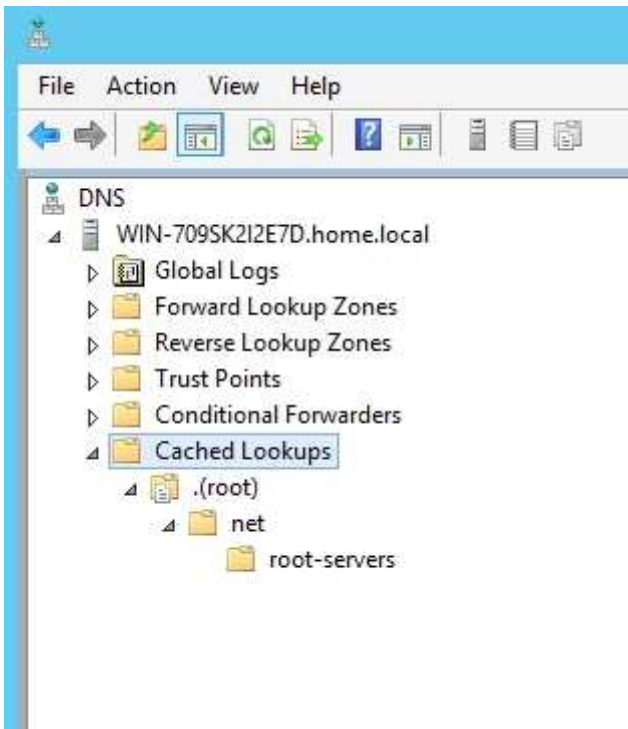 File Action View Help
DNS
WIN-709SK2I2E7D.home.local
Global Logs
Forward Lookup Zones
Reverse Lookup Zones
Trust Points
Conditional Forwarders
Cached Lookups
.(root)
net
root-servers